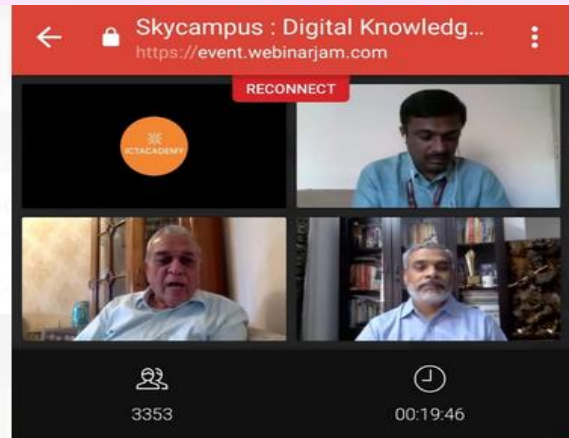 Skycampus : Digital Knowledg...
https://event.webinarjam.com
RECONNECT
ICTACADEMY
3353
00:19:46